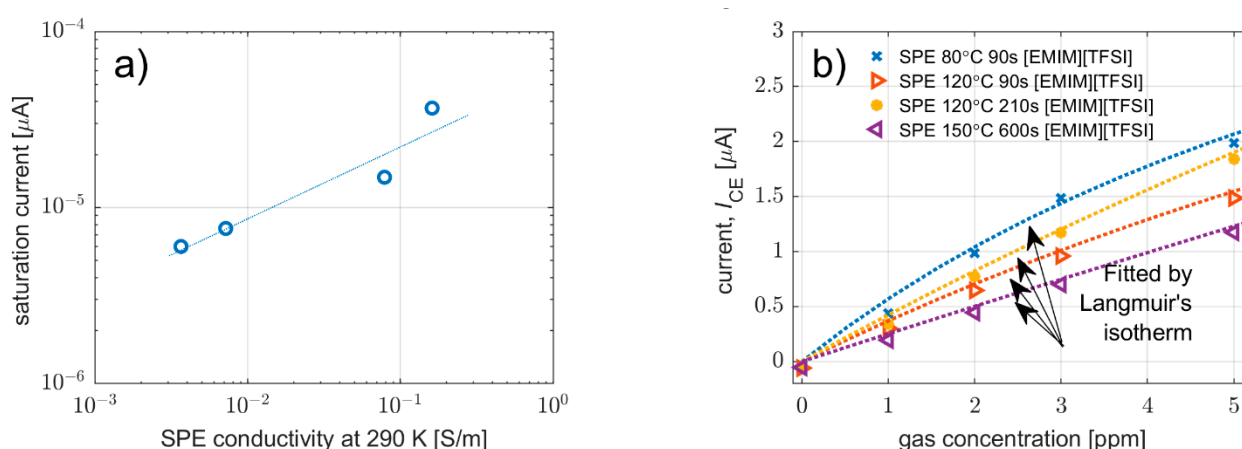 a)
saturation current [μA]
10⁻⁴
10⁻⁵
10⁻⁶
10⁻³
10⁻²
10⁻¹
10⁰
SPE conductivity at 290 K [S/m]
b)
current, I_CE [μA]
3
2.5
2
1.5
1
0.5
0
SPE 80°C 90s [EMIM][TFSI]
SPE 120°C 90s [EMIM][TFSI]
SPE 120°C 210s [EMIM][TFSI]
SPE 150°C 600s [EMIM][TFSI]
Fitted by
Langmuir's
isotherm
0
1
2
3
4
5
gas concentration [ppm]